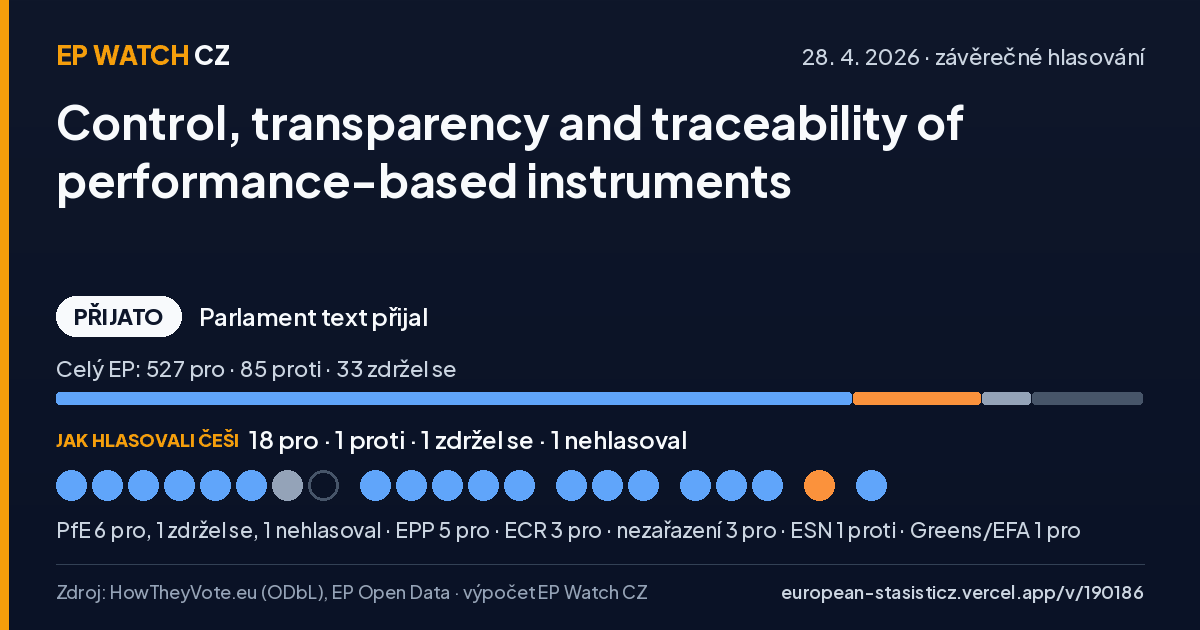 EP WATCH CZ
28. 4. 2026 · závěrečné hlasování
Control, transparency and traceability of
performance-based instruments
PŘIJATO Parlament text přijal
Celý EP: 527 pro · 85 proti · 33 zdržel se
JAK HLASOVALI ČEŠI 18 pro · 1 proti · 1 zdržel se · 1 nehlasoval
PfE 6 pro, 1 zdržel se, 1 nehlasoval · EPP 5 pro · ECR 3 pro · nezařazení 3 pro · ESN 1 proti · Greens/EFA 1 pro
Zdroj: HowTheyVote.eu (ODbL), EP Open Data · výpočet EP Watch CZ
european-stasisticz.vercel.app/v/190186